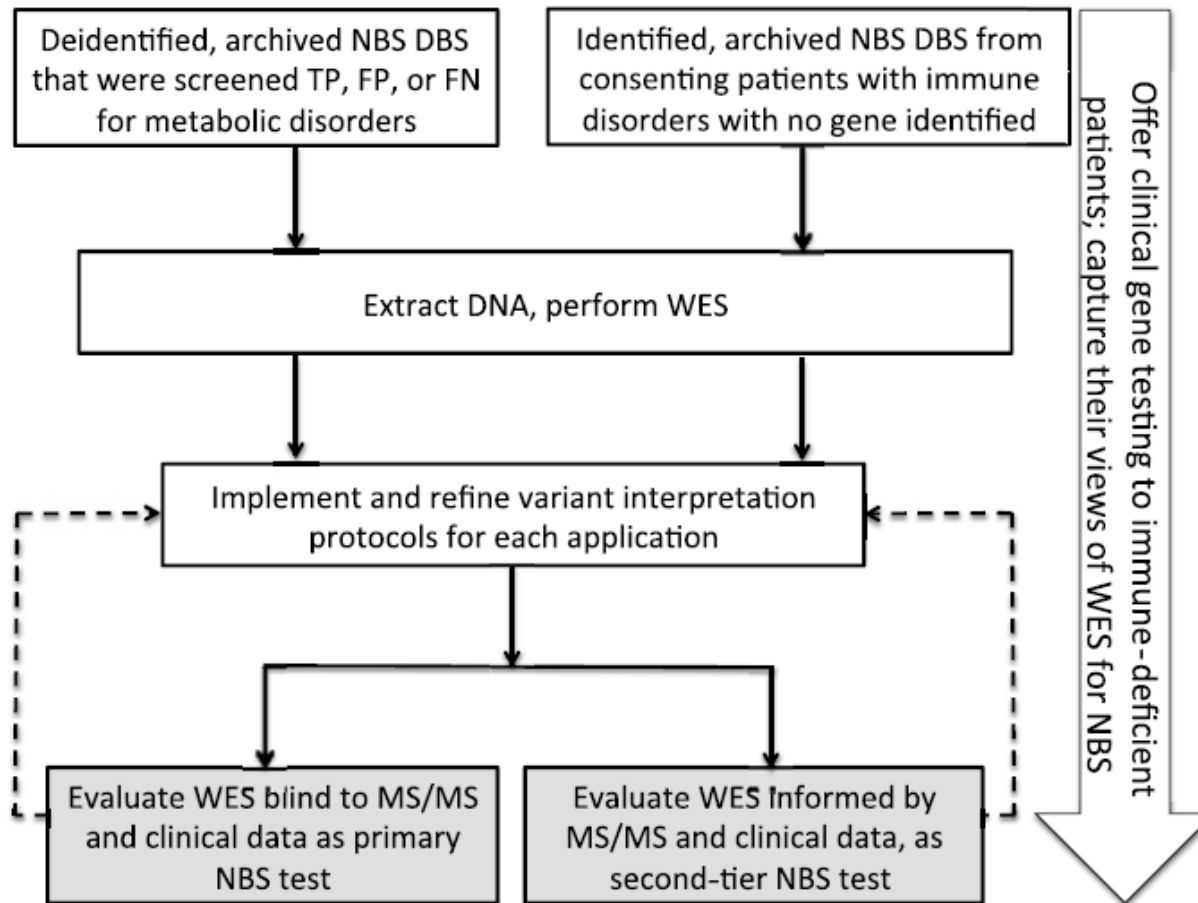 Deidentified, archived NBS DBS
that were screened TP, FP, or FN
for metabolic disorders
Identified, archived NBS DBS from
consenting patients with immune
disorders with no gene identified
Extract DNA, perform WES
Implement and refine variant interpretation
protocols for each application
Evaluate WES blind to MS/MS
and clinical data as primary
NBS test
Evaluate WES informed by
MS/MS and clinical data, as
second-tier NBS test
Offer clinical gene testing to immune-deficient
patients; capture their views of WES for NBS